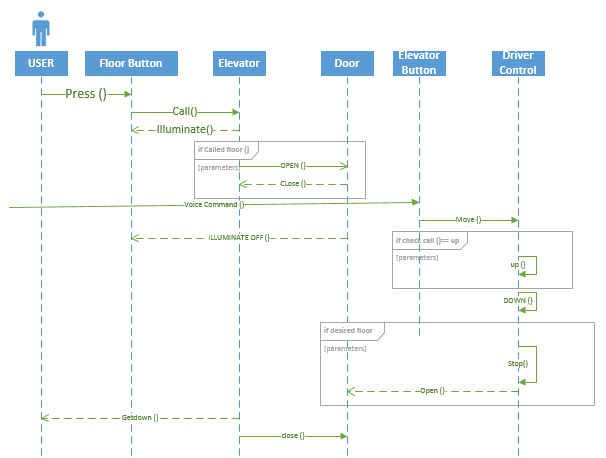 USER
Floor Button
Elevator
Door
Elevator
Button
Driver
Control
Press ()
Call()
Illuminate()
if Called floor ()
[parameters]
OPEN ()
CLose ()
Voice Command ()
Move ()
ILLUMINATE OFF ()
if check call ()== up
[parameters]
up ()
DOWN ()
if desired floor
[parameters]
Stop()
Open ()
Getdown ()
close ()